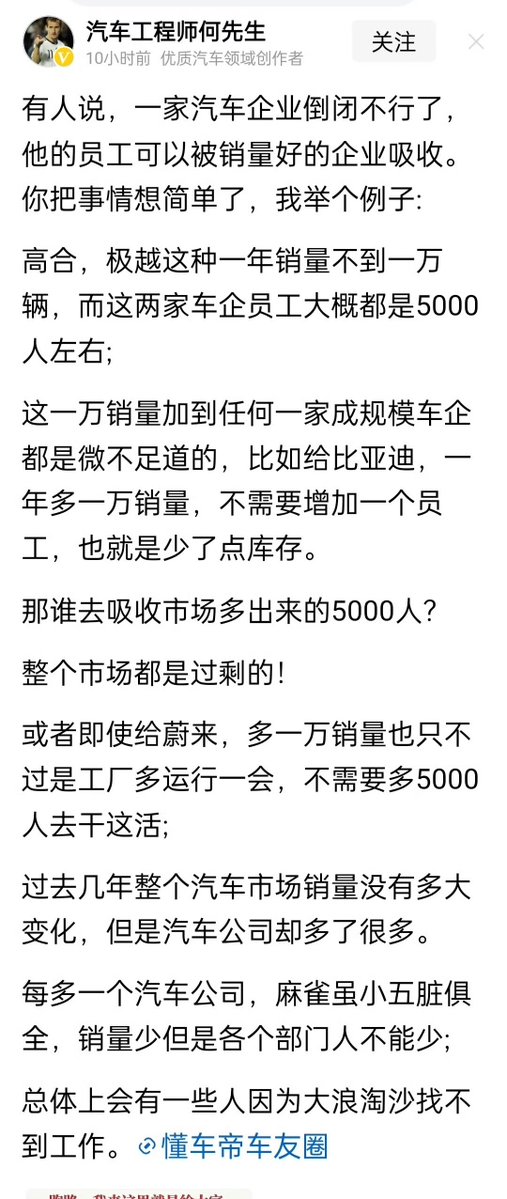 汽车工程师何先生
关注
10小时前 优质汽车领域创作者
有人说，一家汽车企业倒闭不行了，
他的员工可以被销量好的企业吸收。
你把事情想简单了，我举个例子:
高合，极越这种一年销量不到一万
辆，而这两家车企员工大概都是5000
人左右;
这一万销量加到任何一家成规模车企
都是微不足道的，比如给比亚迪，一
年多一万销量，不需要增加一个员
工，也就是少了点库存。
那谁去吸收市场多出来的5000人？
整个市场都是过剩的！
或者即使给蔚来，多一万销量也只不
过是工厂多运行一会，不需要多5000
人去干这活;
过去几年整个汽车市场销量没有多大
变化，但是汽车公司却多了很多。
每多一个汽车公司，麻雀虽小五脏俱
全，销量少但是各个部门人不能少;
总体上会有一些人因为大浪淘沙找不
到工作。懂车帝车友圈